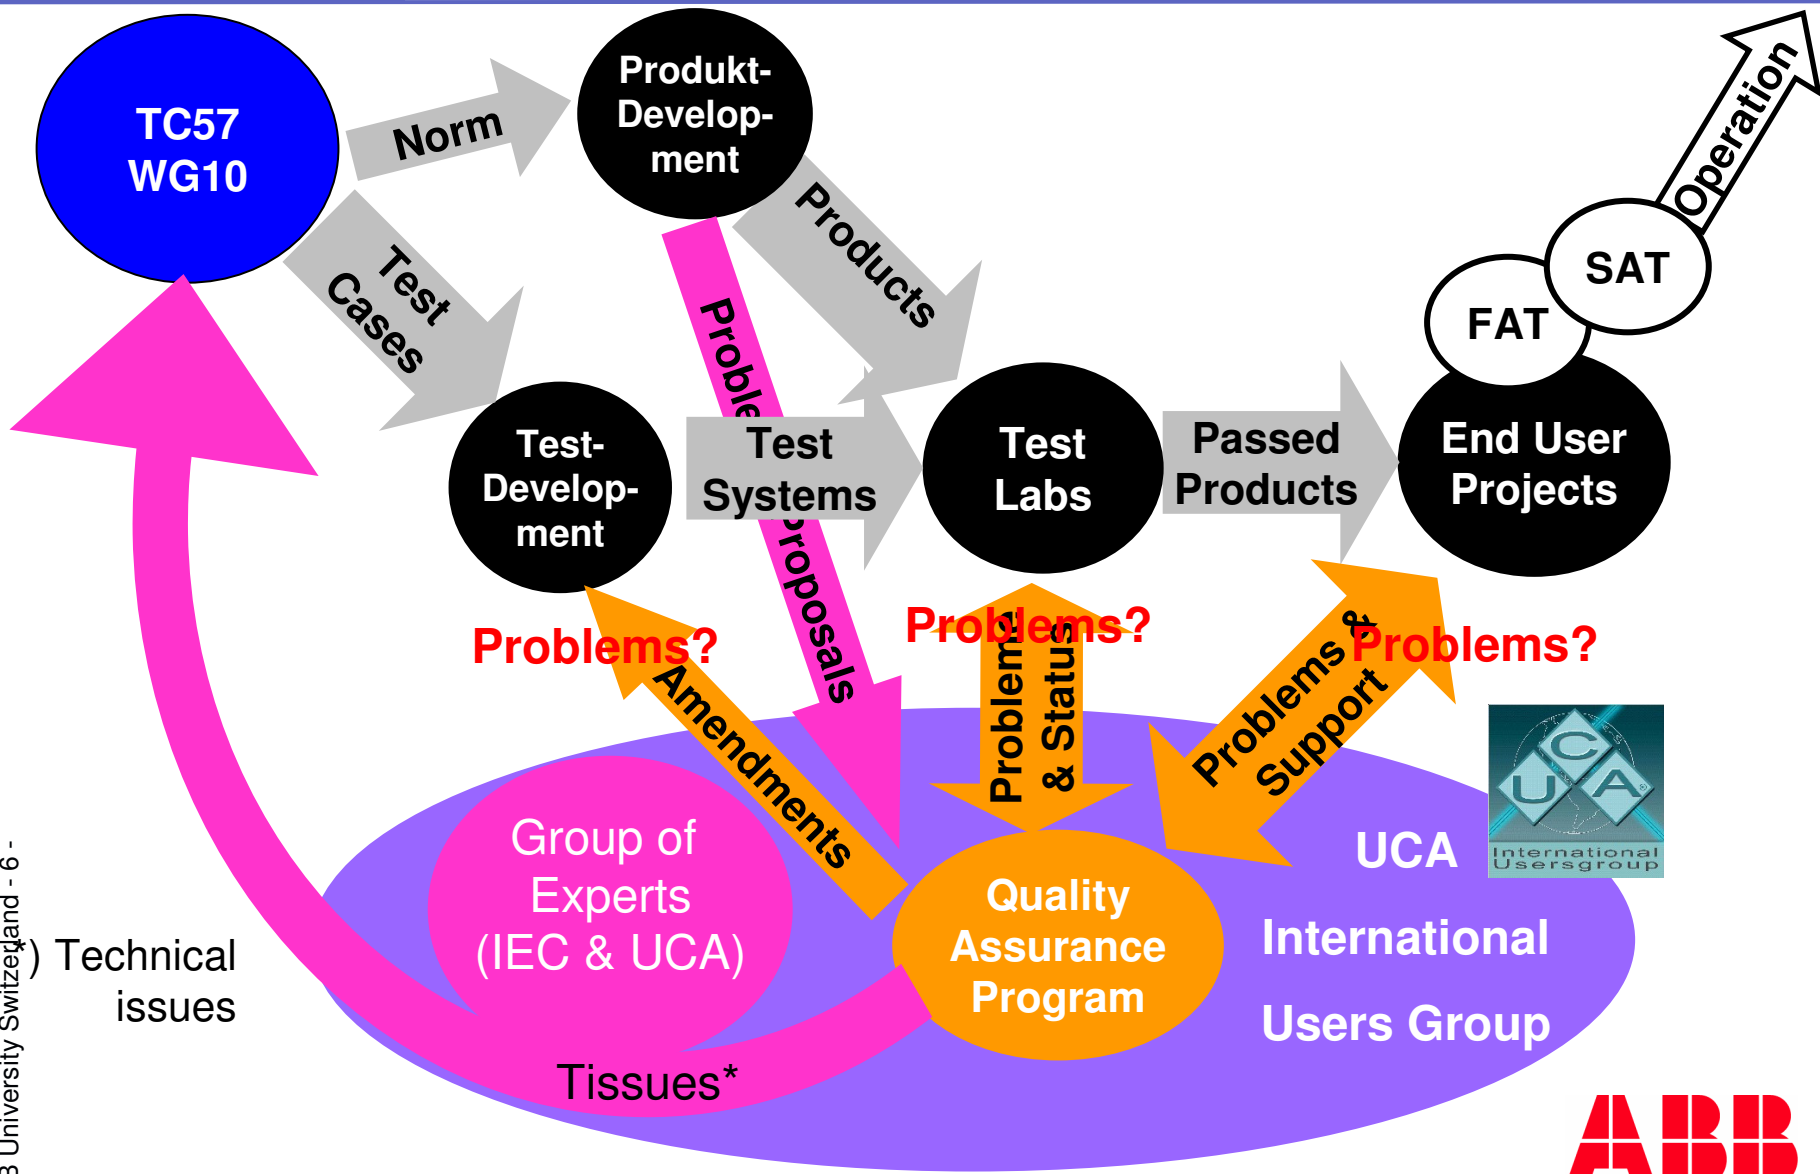 TC57
WG10
Norm
Produkt-
Develop-
ment
Operation
Test
Cases
Products
SAT
FAT
Test-
Develop-
ment
Test
Systems
Test
Labs
Passed
Products
End User
Projects
Proposals
Problems?
Problems?
Problems?
Amendments
Probleme
& Status
Problems &
Support
Group of
Experts
(IEC & UCA)
Quality
Assurance
Program
UCA
International
Users Group
U C A
International
Usersgroup
*) Technical
issues
Tissues*
University Switzerland - 6 -
ABB